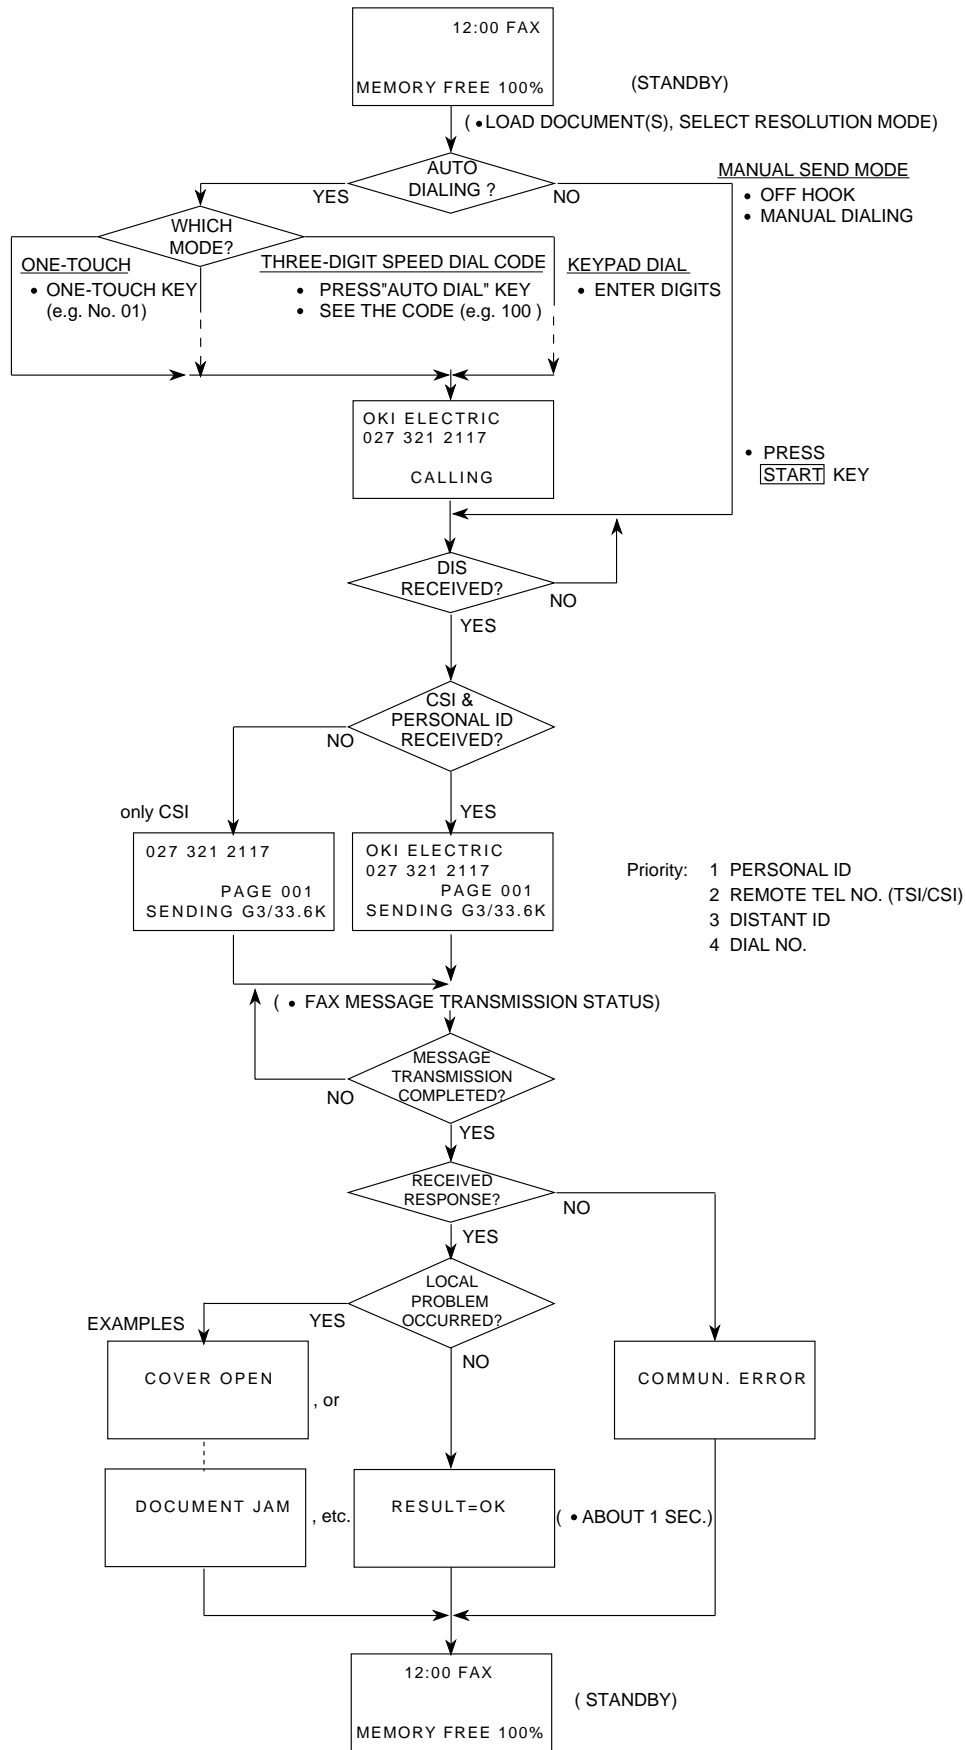 12:00 FAX
MEMORY FREE 100%
(STANDBY)
( • LOAD DOCUMENT(S), SELECT RESOLUTION MODE)
AUTO
DIALING ?
YES
NO
MANUAL SEND MODE
• OFF HOOK
• MANUAL DIALING
WHICH
MODE?
ONE-TOUCH
• ONE-TOUCH KEY
(e.g. No. 01)
THREE-DIGIT SPEED DIAL CODE
• PRESS"AUTO DIAL" KEY
• SEE THE CODE (e.g. 100 )
KEYPAD DIAL
• ENTER DIGITS
OKI ELECTRIC
027 321 2117
CALLING
• PRESS
START KEY
DIS
RECEIVED?
NO
YES
CSI &
PERSONAL ID
RECEIVED?
NO
only CSI
YES
027 321 2117
PAGE 001
SENDING G3/33.6K
OKI ELECTRIC
027 321 2117
PAGE 001
SENDING G3/33.6K
Priority: 1 PERSONAL ID
2 REMOTE TEL NO. (TSI/CSI)
3 DISTANT ID
4 DIAL NO.
( • FAX MESSAGE TRANSMISSION STATUS)
MESSAGE
TRANSMISSION
COMPLETED?
NO
YES
RECEIVED
RESPONSE?
NO
YES
LOCAL
PROBLEM
OCCURRED?
YES
EXAMPLES
NO
COVER OPEN
, or
COMMUN. ERROR
DOCUMENT JAM
, etc.
RESULT=OK
( • ABOUT 1 SEC.)
12:00 FAX
MEMORY FREE 100%
( STANDBY)